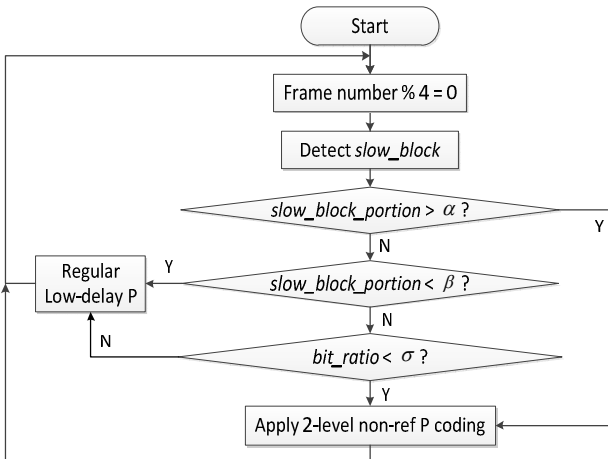 Start
Frame number % 4 = 0
Detect slow_block
slow_block_portion > α ?
Y
N
Regular
Low-delay P
Y
slow_block_portion < β ?
N
N
bit_ratio < σ ?
Y
Apply 2-level non-ref P coding